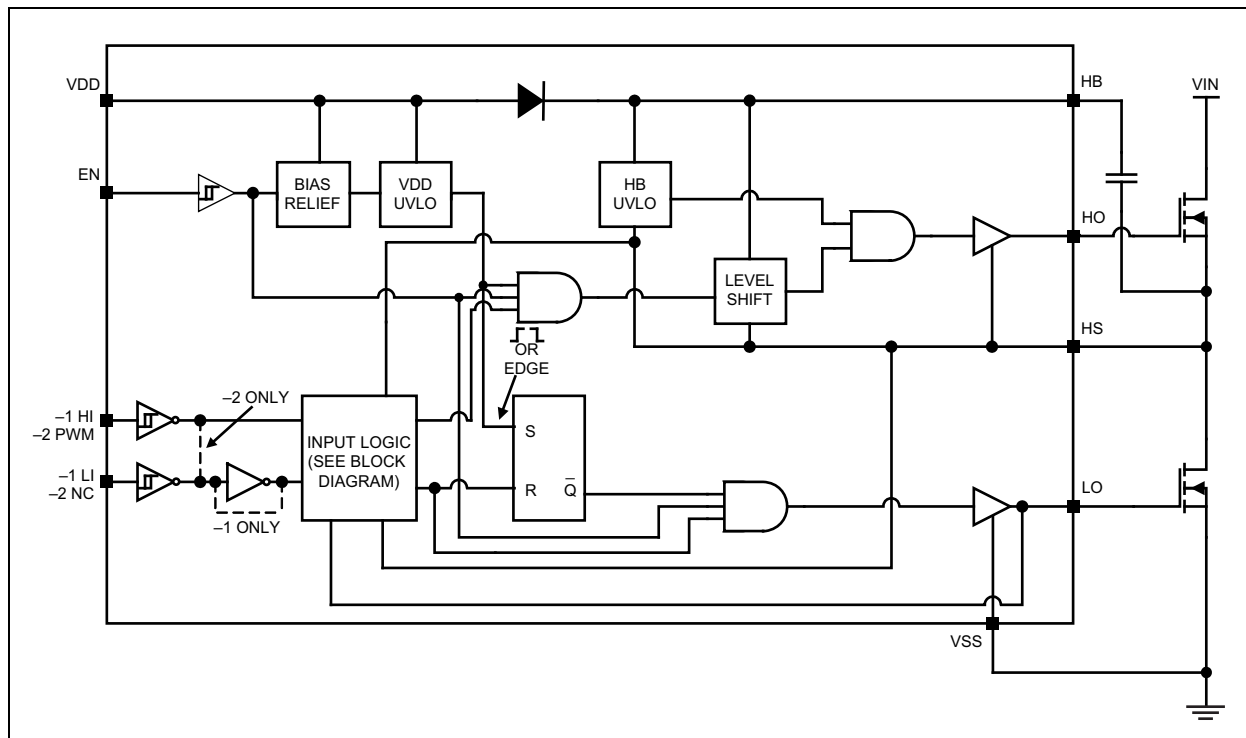 VDD
HB
VIN
EN
BIAS
RELIEF
VDD
UVLO
HB
UVLO
HO
LEVEL
SHIFT
OR
EDGE
HS
–2 ONLY
–1 HI
–2 PWM
INPUT LOGIC
(SEE BLOCK
DIAGRAM)
S
–1 LI
–2 NC
R
Q
LO
–1 ONLY
VSS